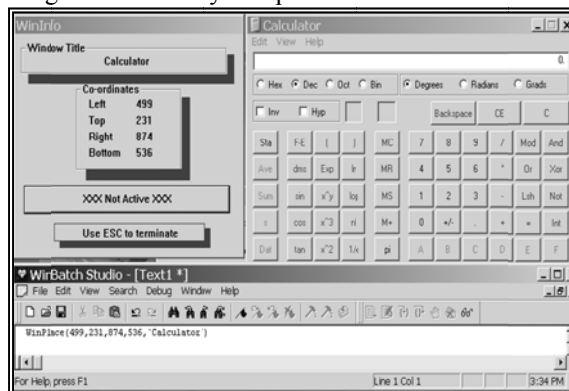 WinInfo
Window Title
Calculator
Co-ordinates
Left 499
Top 231
Right 874
Bottom 536
XXX Not Active XXX
Use ESC to terminate
Calculator
Edit View Help
0.
Hex Dec Oct Bin Degrees Radians Grads
Inv Hyp Backspace CE C
Sta F-E ( ) MC 7 8 9 / Mod And
Ave dms Exp ln MR 4 5 6 * Or Xor
Sum sin x^y log MS 1 2 3 - Lsh Not
s cos x^3 n! M+ 0 +/- . + = Int
Dat tan x^2 1/x pi A B C D E F
WinBatch Studio - [Text1 *]
File Edit View Search Debug Window Help
WinPlace(499,231,874,536,`Calculator`)
For Help, press F1 Line 1 Col 1 3:34 PM